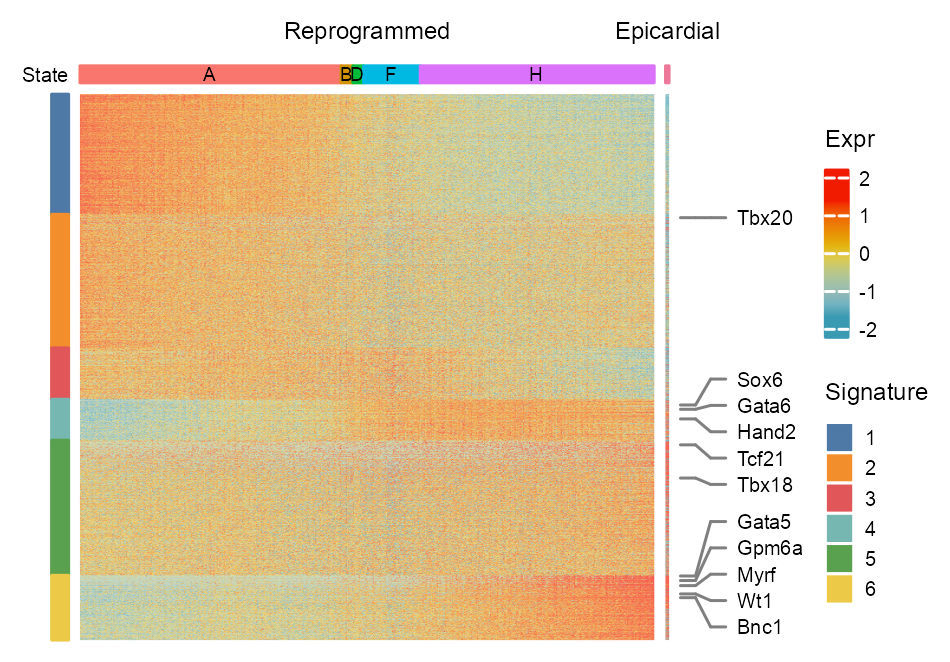 Reprogrammed Epicardial
State A B D F H
Expr
2
1
0
-1
-2
Tbx20
Sox6
Gata6
Hand2
Tcf21
Tbx18
Gata5
Gpm6a
Myrf
Wt1
Bnc1
Signature
1
2
3
4
5
6